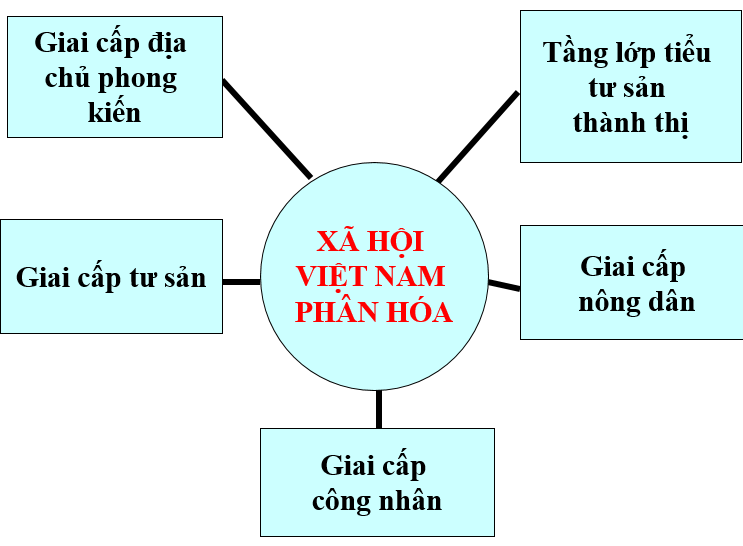 Giai cấp địa
chủ phong
kiến
Tầng lớp tiểu
tư sản
thành thị
XÃ HỘI
VIỆT NAM
PHÂN HÓA
Giai cấp tư sản
Giai cấp
nông dân
Giai cấp
công nhân